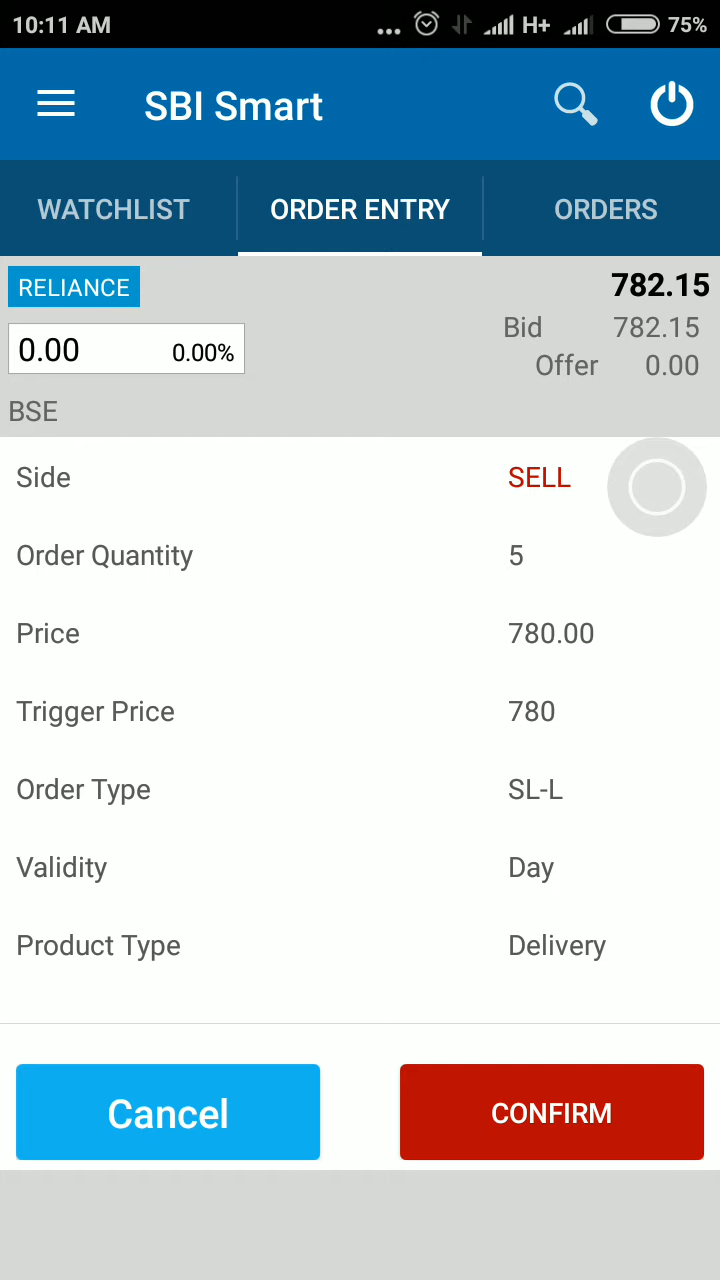 10:11 AM ... H+ 75%
SBI Smart
WATCHLIST ORDER ENTRY ORDERS
RELIANCE 782.15
0.00 0.00% Bid 782.15
Offer 0.00
BSE
Side SELL
Order Quantity 5
Price 780.00
Trigger Price 780
Order Type SL-L
Validity Day
Product Type Delivery
Cancel CONFIRM